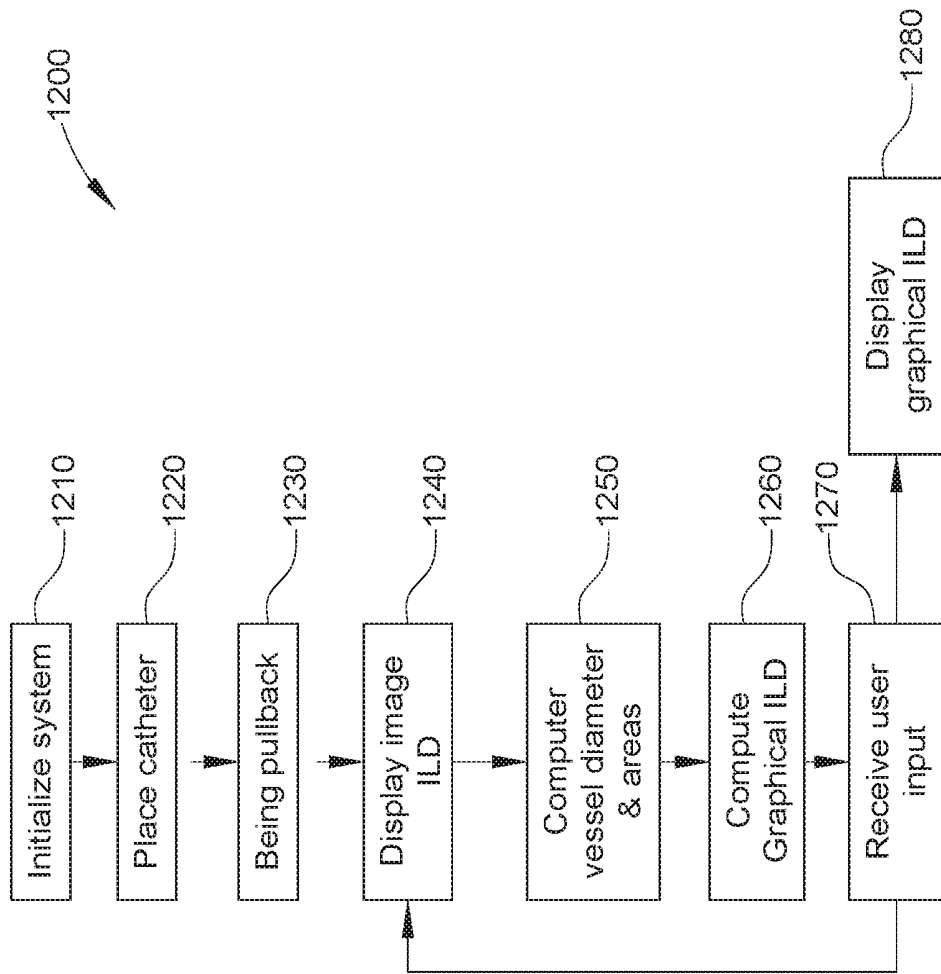 1200
Initialize system
1210
Place catheter
1220
Being pullback
1230
Display image
ILD
1240
Computer
vessel diameter
& areas
1250
Compute
Graphical ILD
1260
Receive user
input
1270
Display
graphical ILD
1280